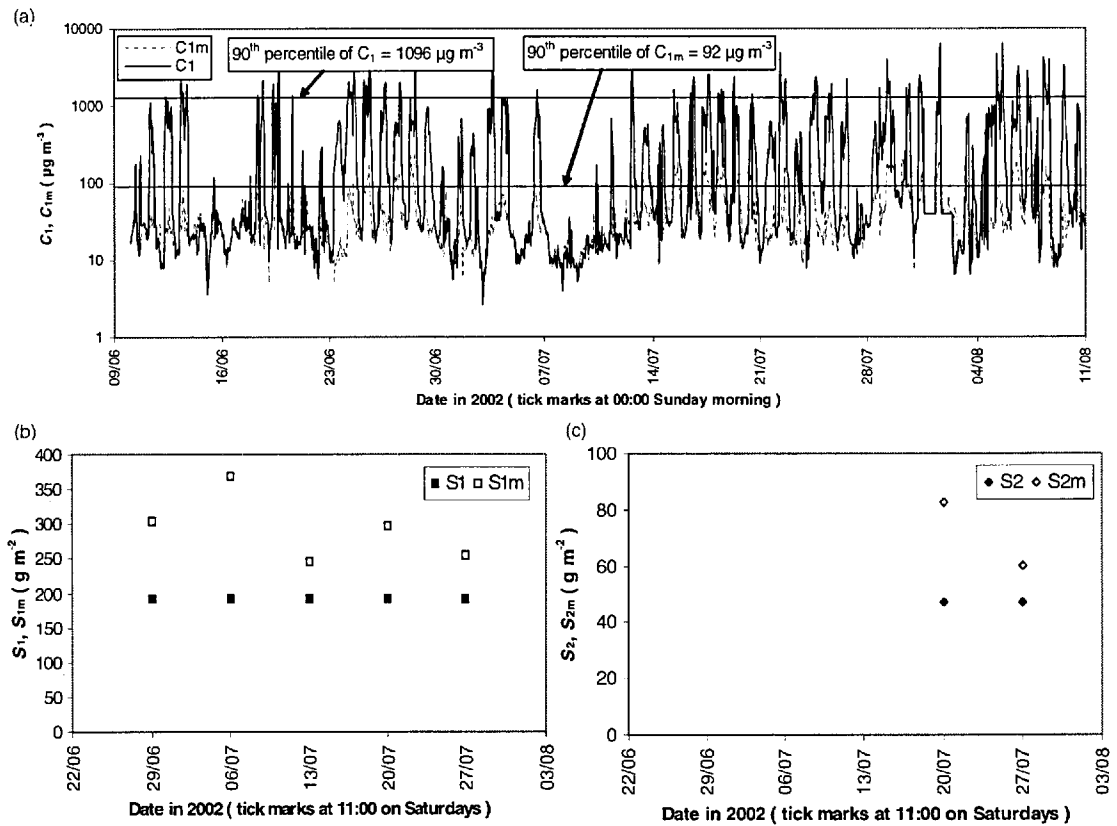 (a)
10000
1000
100
10
1
C₁, C₁ₘ ( µg m⁻³ )
C1m
C1
90ᵗʰ percentile of C₁ = 1096 µg m⁻³
90ᵗʰ percentile of C₁ₘ = 92 µg m⁻³
09/06 16/06 23/06 30/06 07/07 14/07 21/07 28/07 04/08 11/08
Date in 2002 ( tick marks at 00:00 Sunday morning )
(b)
400
350
300
250
200
150
100
50
0
S₁, S₁ₘ ( g m⁻² )
S1 S1m
22/06 29/06 06/07 13/07 20/07 27/07 03/08
Date in 2002 ( tick marks at 11:00 on Saturdays )
(c)
100
80
60
40
20
0
S₂, S₂ₘ ( g m⁻² )
S2
S2m
22/06 29/06 06/07 13/07 20/07 27/07 03/08
Date in 2002 ( tick marks at 11:00 on Saturdays )